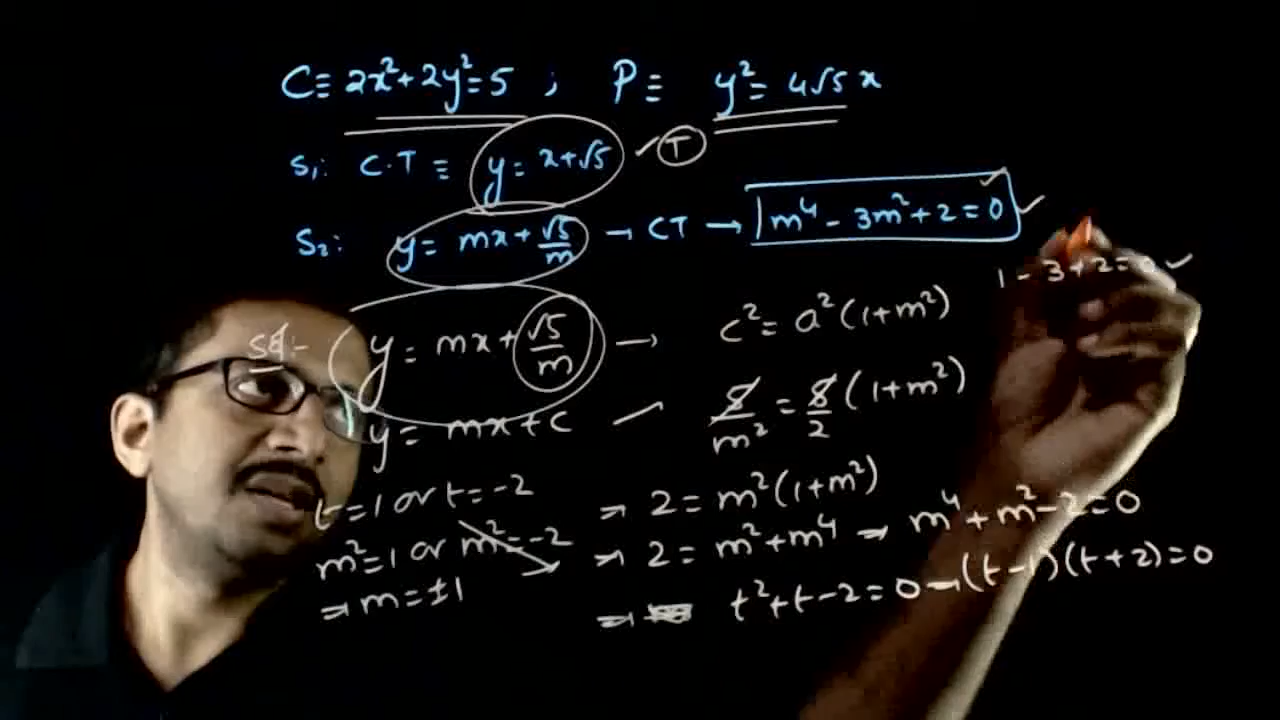 C≡ 2x²+2y²=5 ; P≡ y²= 4√5 x
S₁: C.T ≡ y= x+√5 ✓ T
S₂: y= mx+ √5/m → CT → m⁴ - 3m²+2=0 ✓
1-3+2=0 ✓
y= mx+ √5/m → c²= a²(1+m²)
y= mx+c 5/m² = 5/2 (1+m²)
t=1 or t=-2 ⇒ 2= m²(1+m²)
m²=1 or m²=-2 ⇒ 2= m²+m⁴ ⇒ m⁴+m²-2=0
⇒ m=±1 ⇒ t²+t-2=0 → (t-1)(t+2)=0